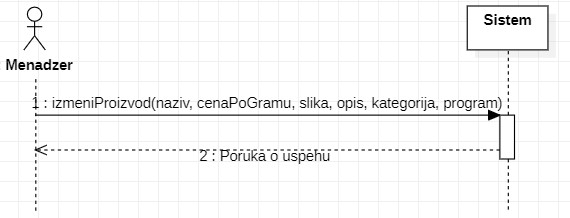 Sistem
: Menadzer
1 : izmeniProizvod(naziv, cenaPoGramu, slika, opis, kategorija, program)
2 : Poruka o uspehu